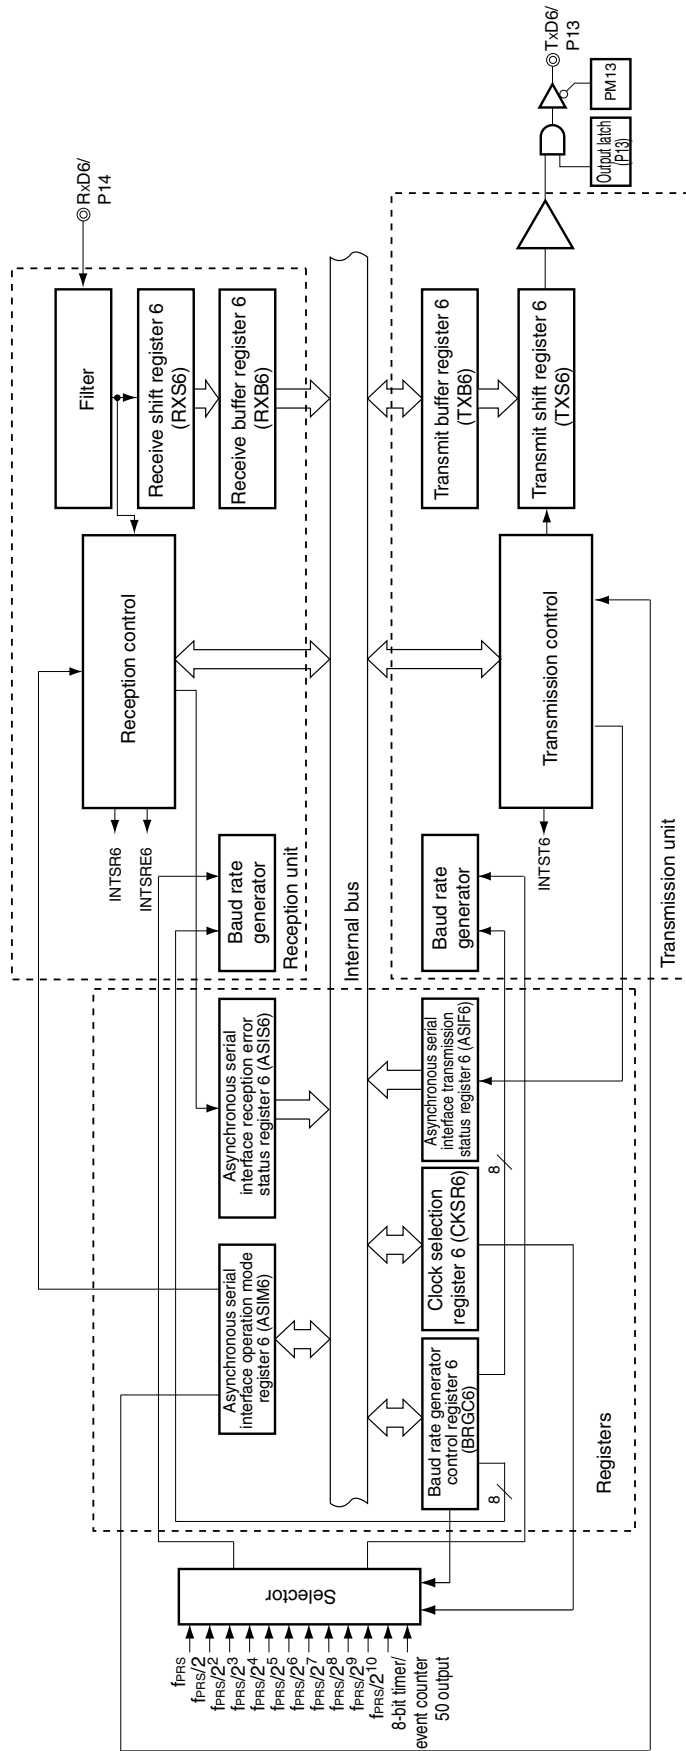 RxD6/
P14
TxD6/
P13
PM13
Output latch
(P13)
Filter
Receive shift register 6
(RXS6)
Receive buffer register 6
(RXB6)
Reception control
INTSR6
INTSRE6
Baud rate
generator
Reception unit
Internal bus
Transmit buffer register 6
(TXB6)
Transmit shift register 6
(TXS6)
Transmission control
INTST6
Baud rate
generator
Transmission unit
Asynchronous serial
interface reception error
status register 6 (ASIS6)
Asynchronous serial
interface operation mode
register 6 (ASIM6)
Asynchronous serial
interface transmission
status register 6 (ASIF6)
Clock selection
register 6 (CKSR6)
Baud rate generator
control register 6
(BRGC6)
8
8
Registers
Selector
fPRS
fPRS/2
fPRS/2²
fPRS/2³
fPRS/2⁴
fPRS/2⁵
fPRS/2⁶
fPRS/2⁷
fPRS/2⁸
fPRS/2⁹
fPRS/2¹⁰
8-bit timer/
event counter
50 output